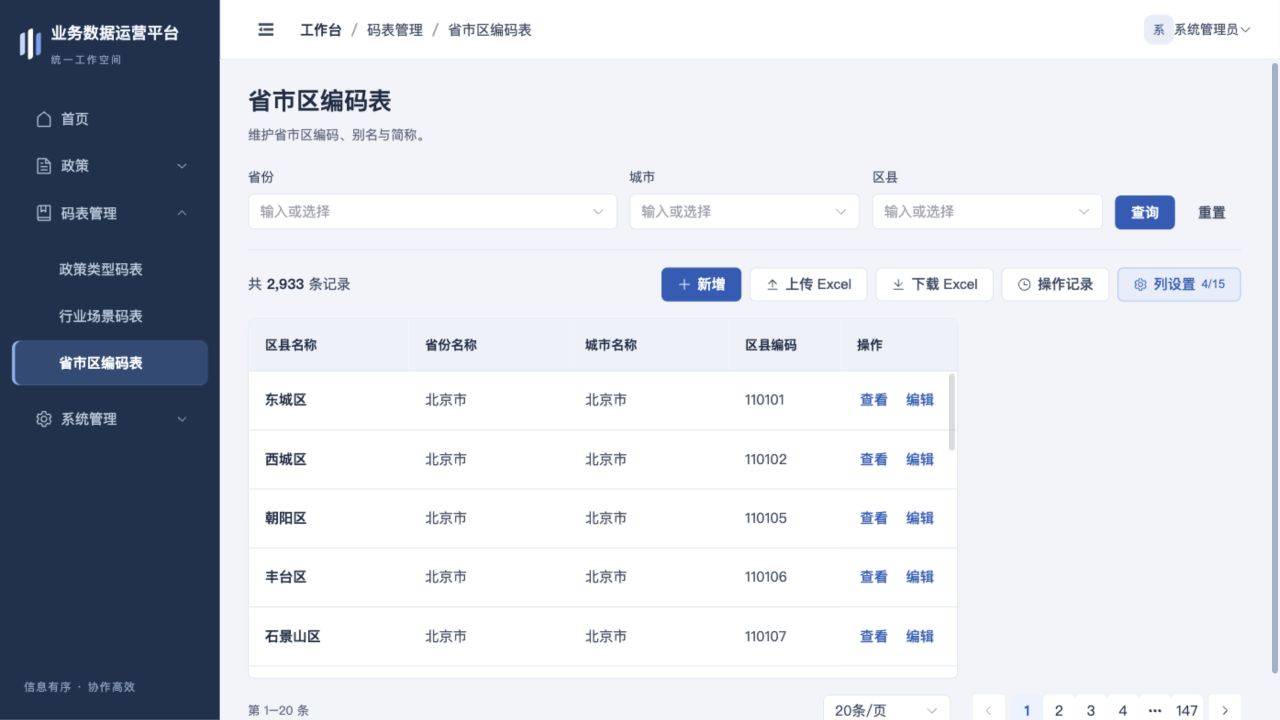 业务数据运营平台
统一工作空间
首页
政策
码表管理
政策类型码表
行业场景码表
省市区编码表
系统管理
信息有序 · 协作高效
工作台 / 码表管理 / 省市区编码表
系 系统管理员
省市区编码表
维护省市区编码、别名与简称。
省份 城市 区县
输入或选择 输入或选择 输入或选择 查询 重置
共 2,933 条记录 新增 上传 Excel 下载 Excel 操作记录 列设置 4/15
区县名称 省份名称 城市名称 区县编码 操作
东城区 北京市 北京市 110101 查看 编辑
西城区 北京市 北京市 110102 查看 编辑
朝阳区 北京市 北京市 110105 查看 编辑
丰台区 北京市 北京市 110106 查看 编辑
石景山区 北京市 北京市 110107 查看 编辑
第 1–20 条 20条/页 1 2 3 4 ··· 147